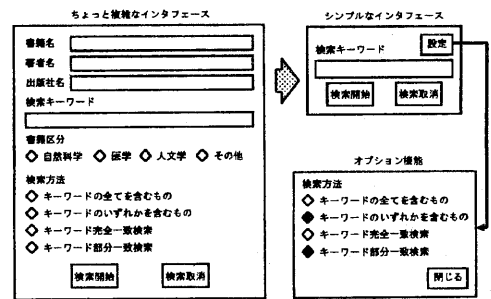 ちょっと複雑なインタフェース
書籍名
著者名
出版社名
検索キーワード
書籍区分
自然科学 医学 人文学 その他
検索方法
キーワードの全てを含むもの
キーワードのいずれかを含むもの
キーワード完全一致検索
キーワード部分一致検索
検索開始 検索取消
シンプルなインタフェース
設定
検索キーワード
検索開始 検索取消
オプション機能
検索方法
キーワードの全てを含むもの
キーワードのいずれかを含むもの
キーワード完全一致検索
キーワード部分一致検索
閉じる